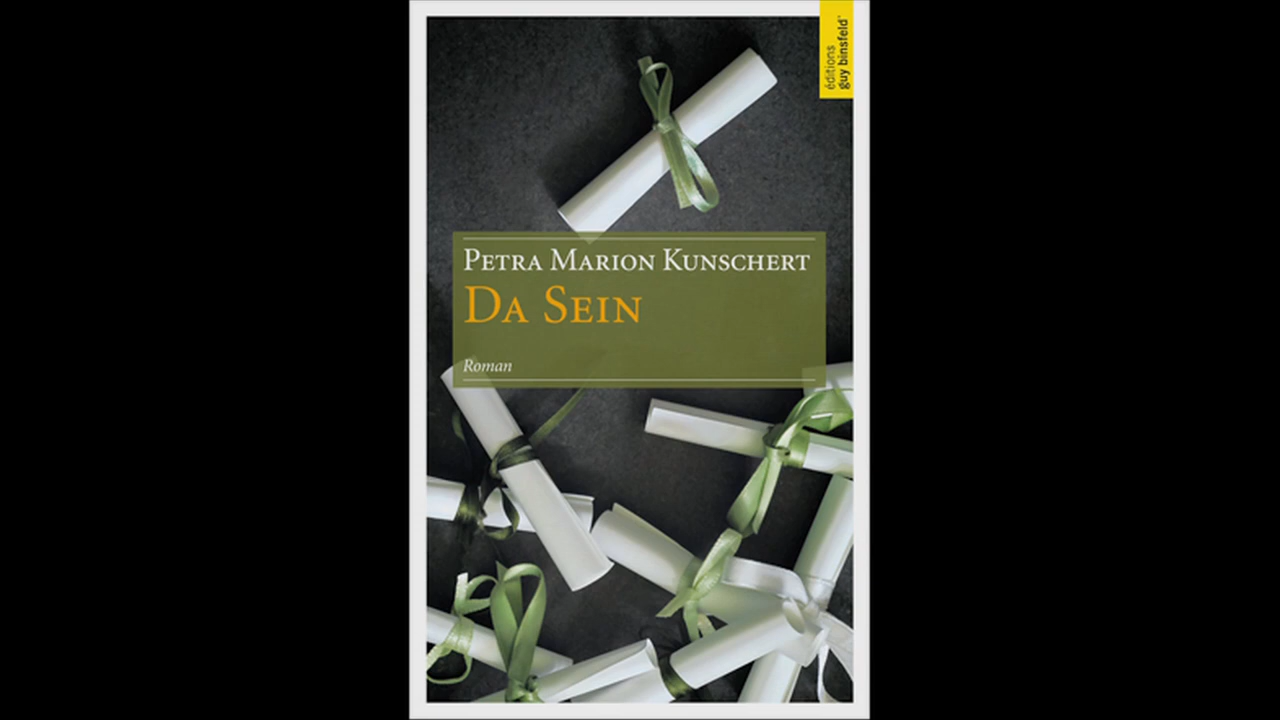 éditions
guy binsfeld
Petra Marion Kunschert
Da Sein
Roman